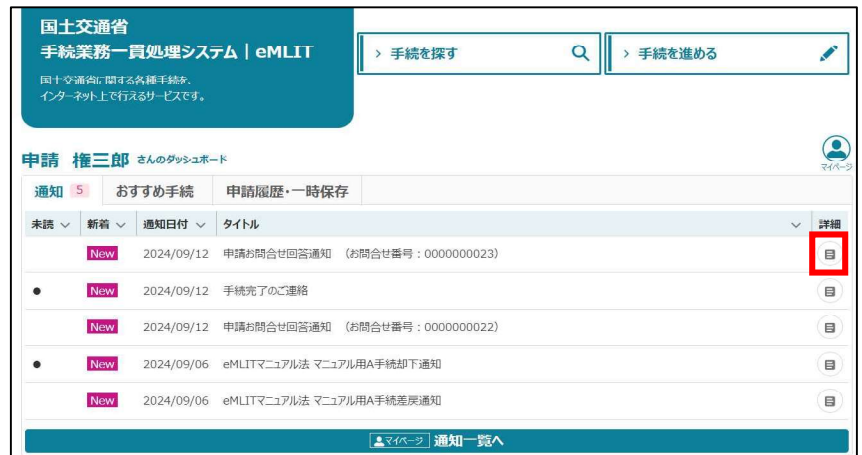 国土交通省
手続業務一貫処理システム｜eMLIT
国土交通省に関する各種手続を、
インターネット上で行えるサービスです。
> 手続を探す
> 手続を進める
申請 権三郎 さんのダッシュボード
マイページ
通知 5 おすすめ手続 申請履歴・一時保存
未読 新着 通知日付 タイトル 詳細
New 2024/09/12 申請お問合せ回答通知 （お問合せ番号：0000000023）
● New 2024/09/12 手続完了のご連絡
New 2024/09/12 申請お問合せ回答通知 （お問合せ番号：0000000022）
● New 2024/09/06 eMLITマニュアル法 マニュアル用A手続却下通知
New 2024/09/06 eMLITマニュアル法 マニュアル用A手続差戻通知
マイページ 通知一覧へ